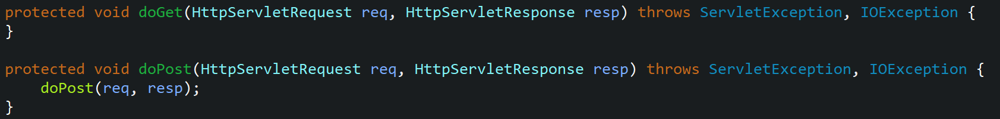 protected void doGet(HttpServletRequest req, HttpServletResponse resp) throws ServletException, IOException {
}
protected void doPost(HttpServletRequest req, HttpServletResponse resp) throws ServletException, IOException {
    doPost(req, resp);
}